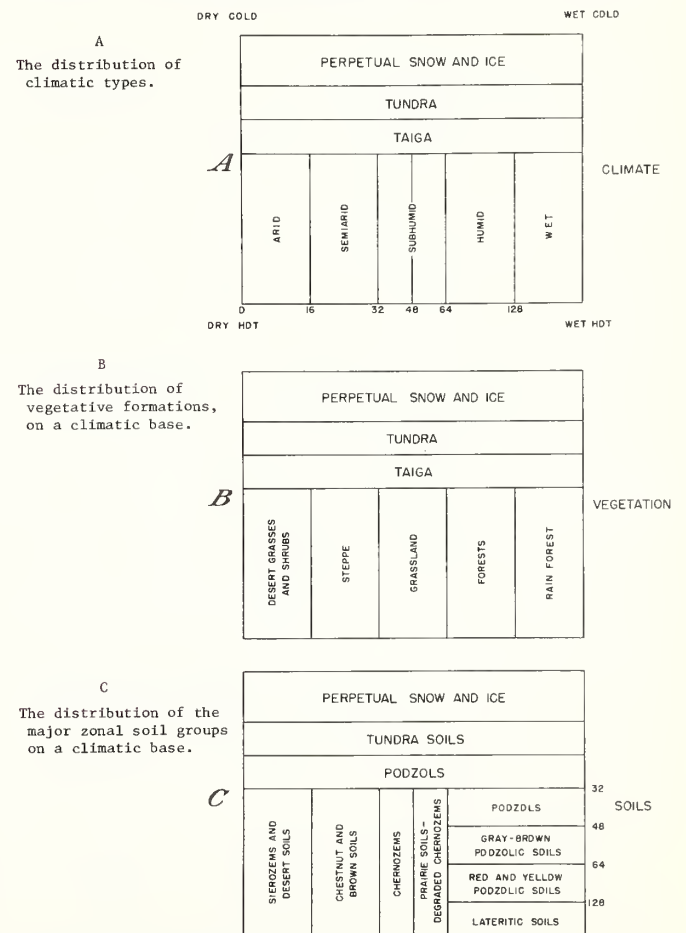 DRY COLD
WET COLD
A
The distribution of
climatic types.
PERPETUAL SNOW AND ICE
TUNDRA
TAIGA
A
CLIMATE
ARID
SEMIARID
SUBHUMID
HUMID
WET
0
16
32
48
64
128
DRY HOT
WET HOT
B
The distribution of
vegetative formations,
on a climatic base.
PERPETUAL SNOW AND ICE
TUNDRA
TAIGA
B
VEGETATION
DESERT GRASSES
AND SHRUBS
STEPPE
GRASSLAND
FORESTS
RAIN FOREST
C
The distribution of the
major zonal soil groups
on a climatic base.
PERPETUAL SNOW AND ICE
TUNDRA SOILS
PODZOLS
C
32
SOILS
SIEROZEMS AND
DESERT SOILS
CHESTNUT AND
BROWN SOILS
CHERNOZEMS
PRAIRIE SOILS-
DEGRADED CHERNOZEMS
PODZOLS
48
GRAY-BROWN
PODZOLIC SOILS
64
RED AND YELLOW
PODZOLIC SOILS
128
LATERITIC SOILS